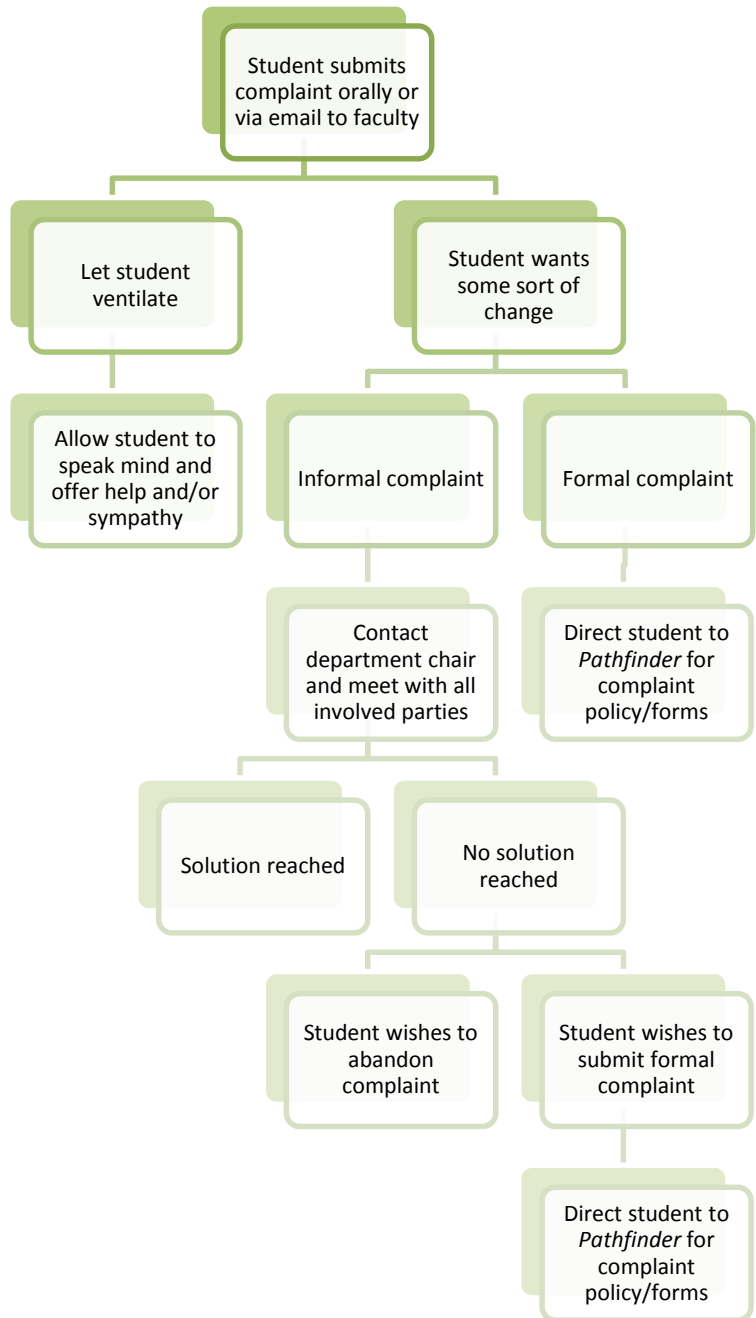 Student submits
complaint orally or
via email to faculty
Let student
ventilate
Student wants
some sort of
change
Allow student to
speak mind and
offer help and/or
sympathy
Informal complaint
Formal complaint
Contact
department chair
and meet with all
involved parties
Direct student to
Pathfinder for
complaint
policy/forms
Solution reached
No solution
reached
Student wishes to
abandon
complaint
Student wishes to
submit formal
complaint
Direct student to
Pathfinder for
complaint
policy/forms